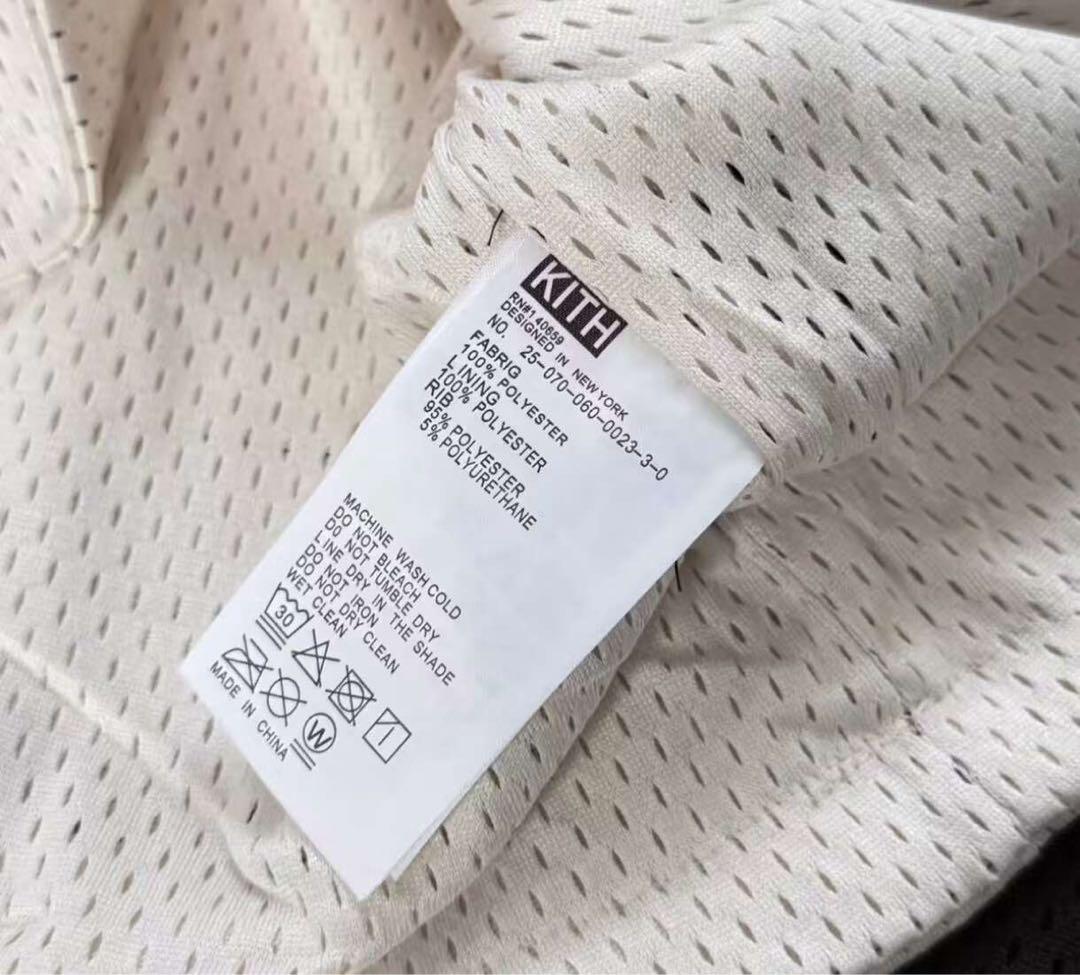 KITH
RN#1 40659
DESIGNED IN NEW YORK
NO. 25-070-060-0023-3-0
FABRIG
100% POLYESTER
LINING
100% POLYESTER
RIB
95% POLYESTER
5% POLYURETHANE
MACHINE WASH COLD
DO NOT BLEACH
DO NOT TUMBLE DRY
LINE DRY IN THE SHADE
DO NOT IRON
DO NOT DRY CLEAN
WET CLEAN
30
W
MADE IN CHINA